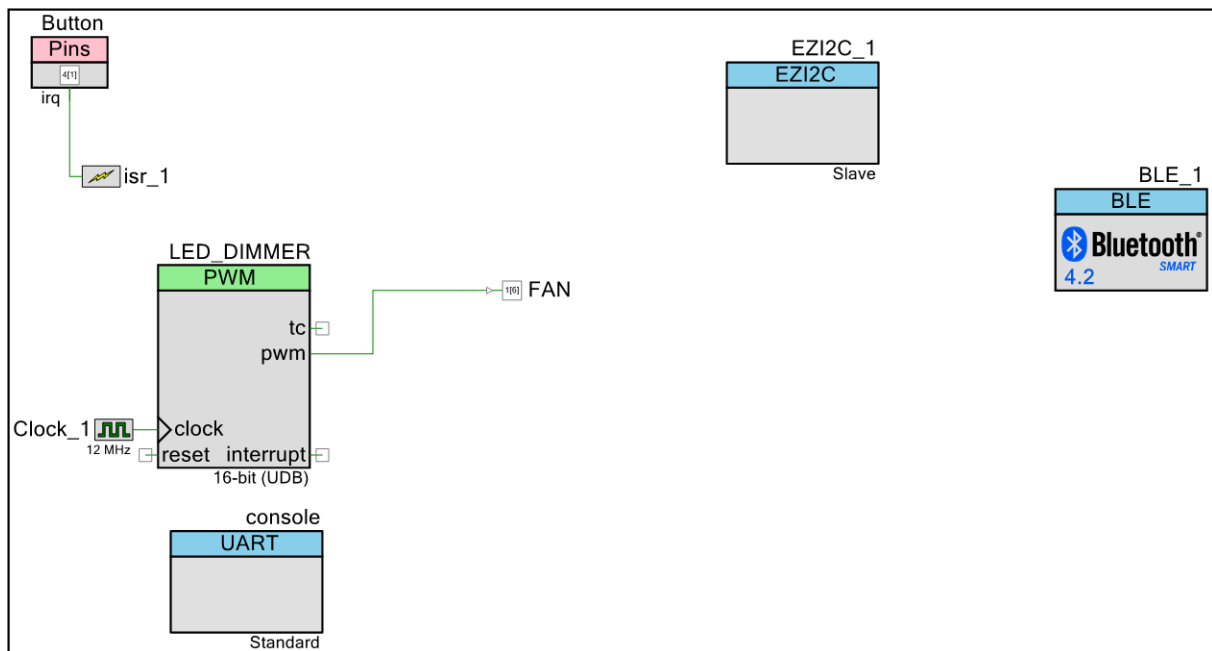 Button
Pins
4[1]
irq
isr_1
EZI2C_1
EZI2C
Slave
BLE_1
BLE
Bluetooth®
SMART
4.2
LED_DIMMER
PWM
tc
pwm
1[6] FAN
Clock_1
12 MHz
clock
reset
interrupt
16-bit (UDB)
console
UART
Standard